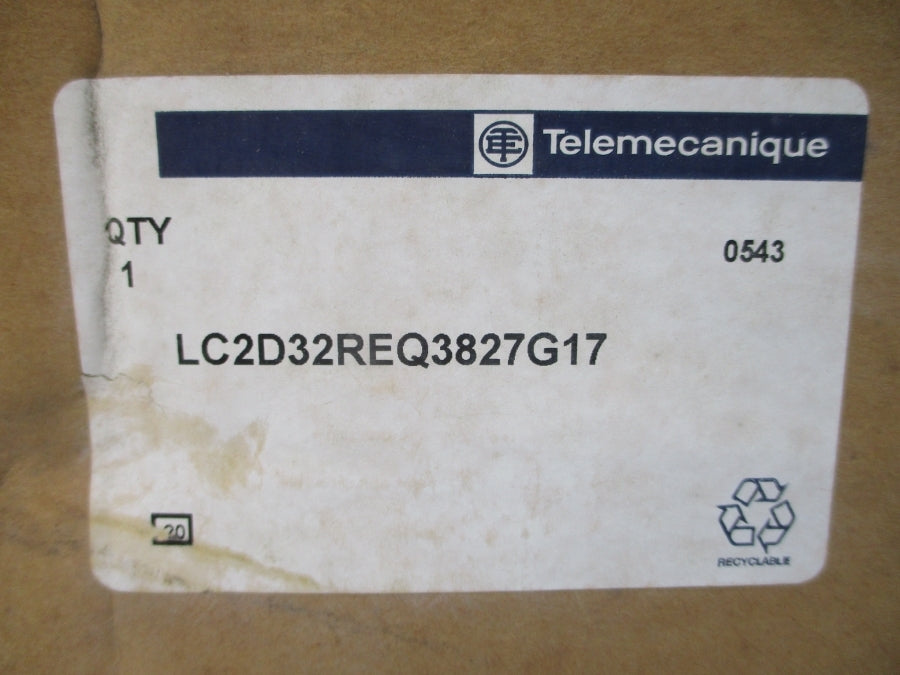 Telemecanique
QTY
1
0543
LC2D32REQ3827G17
20
RECYCLABLE